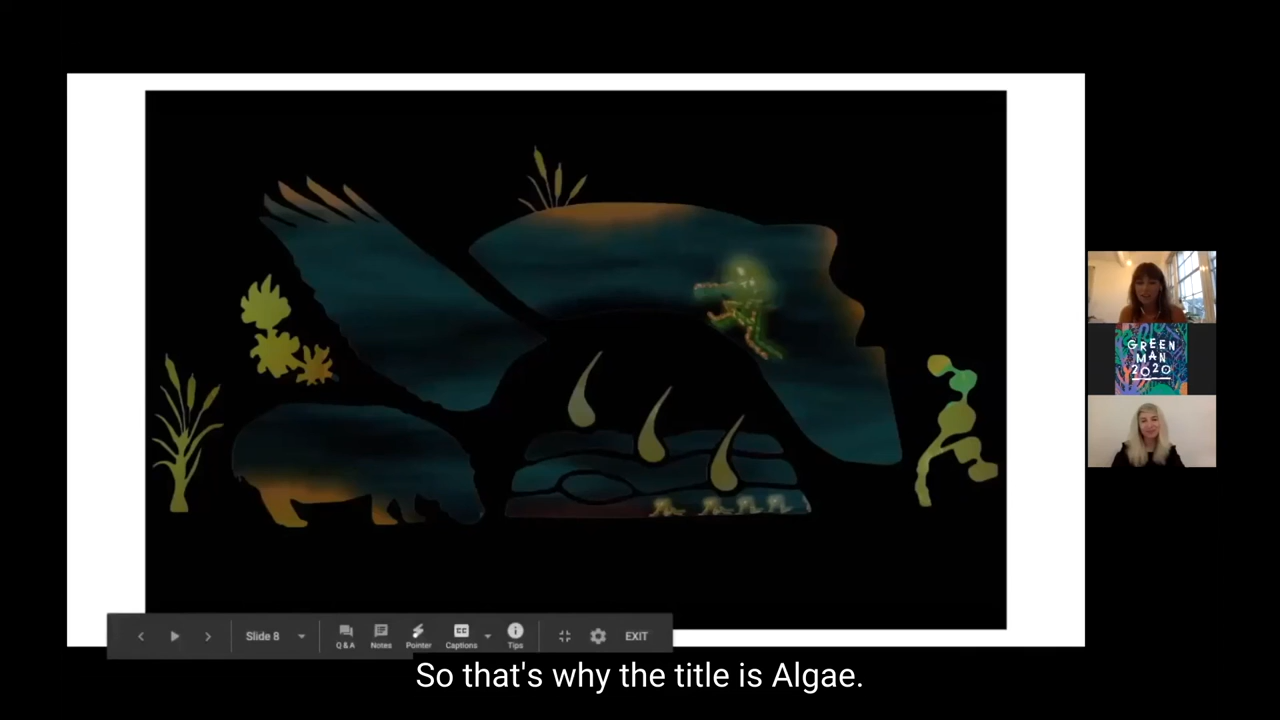 GREEN
MAN
2020
Slide 8
Q&A
Notes
Pointer
Captions
Tips
EXIT
So that's why the title is Algae.